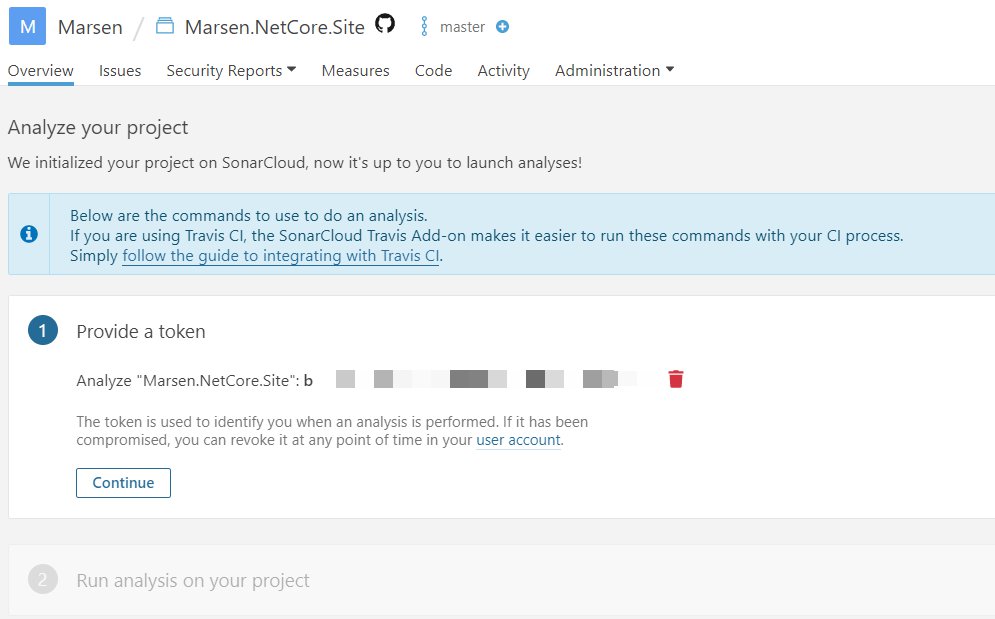 M Marsen / Marsen.NetCore.Site master
Overview Issues Security Reports Measures Code Activity Administration
Analyze your project
We initialized your project on SonarCloud, now it's up to you to launch analyses!
Below are the commands to use to do an analysis.
If you are using Travis CI, the SonarCloud Travis Add-on makes it easier to run these commands with your CI process.
Simply follow the guide to integrating with Travis CI.
1 Provide a token
Analyze "Marsen.NetCore.Site": b
The token is used to identify you when an analysis is performed. If it has been
compromised, you can revoke it at any point of time in your user account.
Continue
2 Run analysis on your project